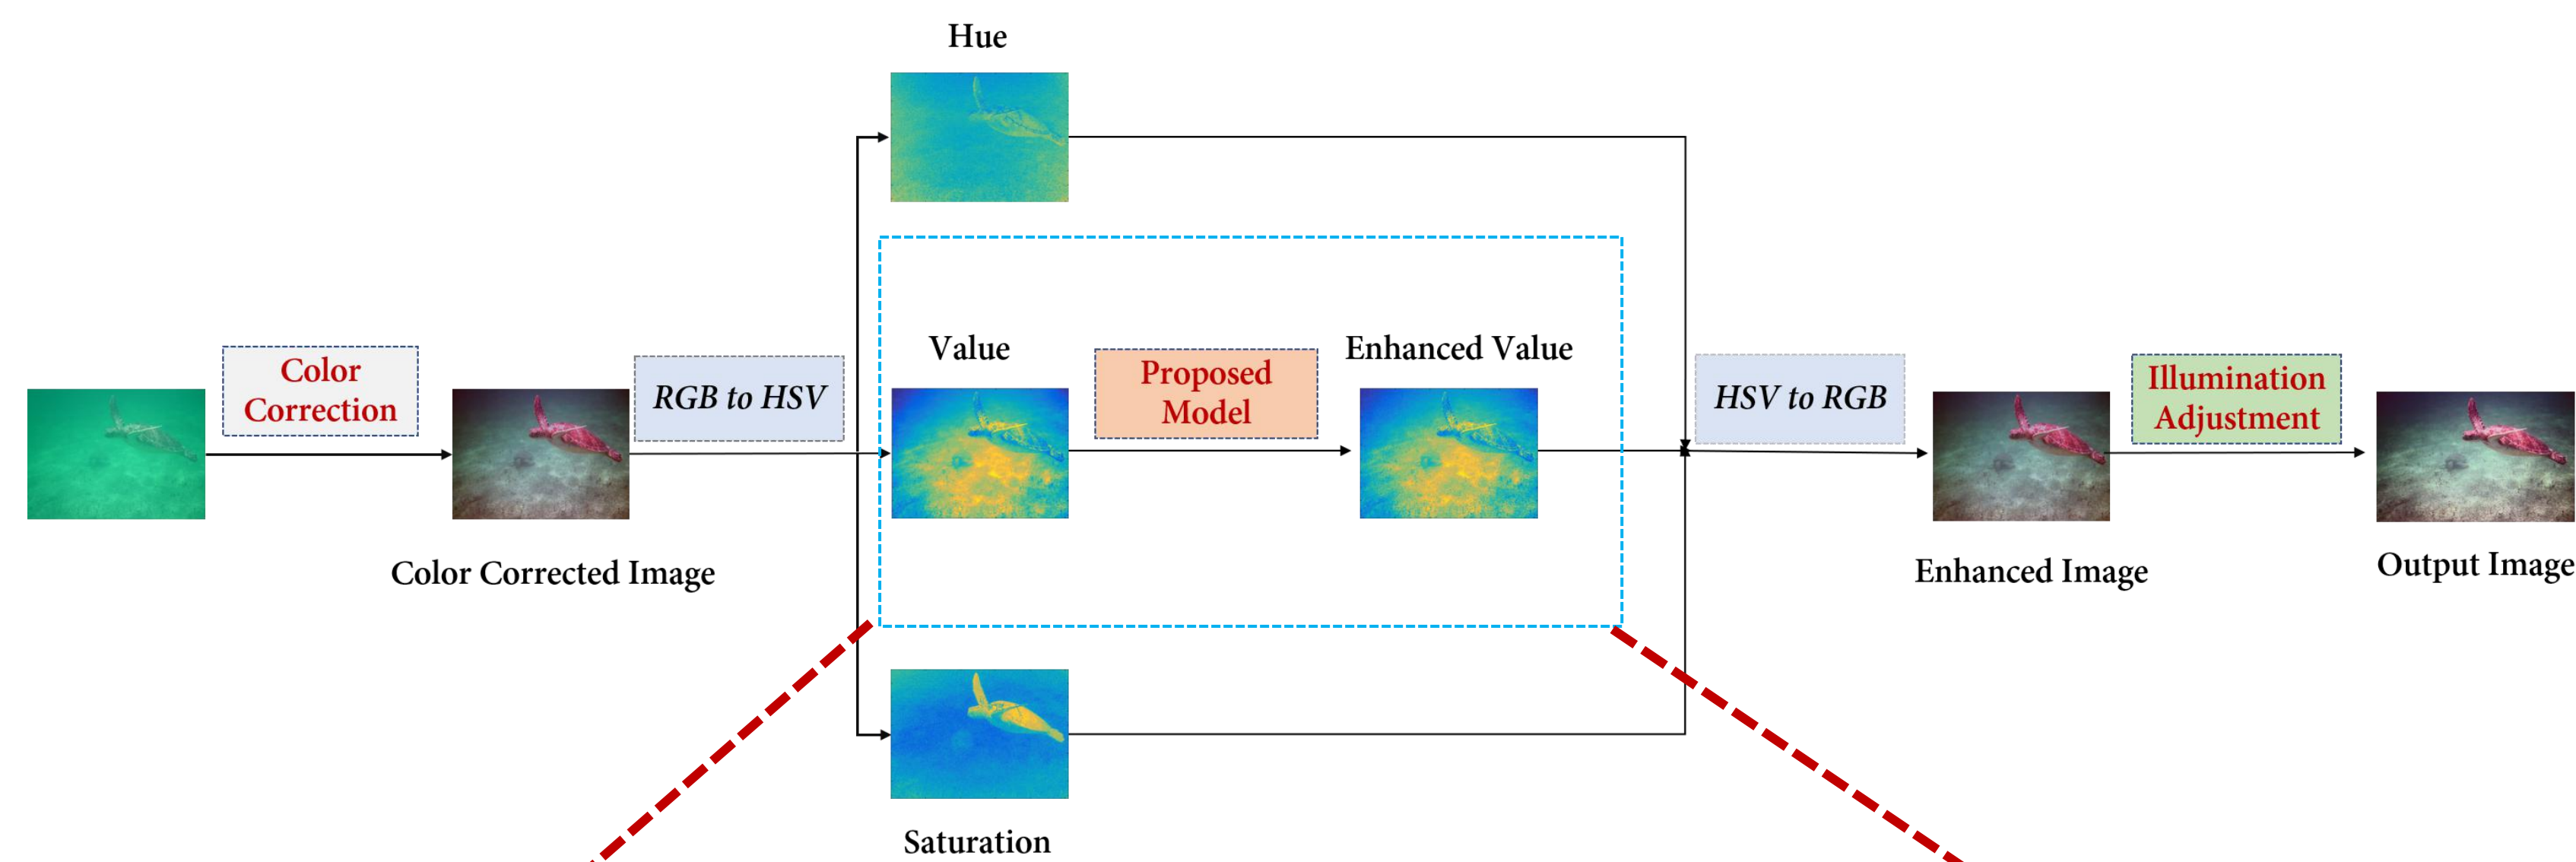 Hue
Color
Correction
Color Corrected Image
RGB to HSV
Value
Proposed
Model
Enhanced Value
Saturation
HSV to RGB
Enhanced Image
Illumination
Adjustment
Output Image